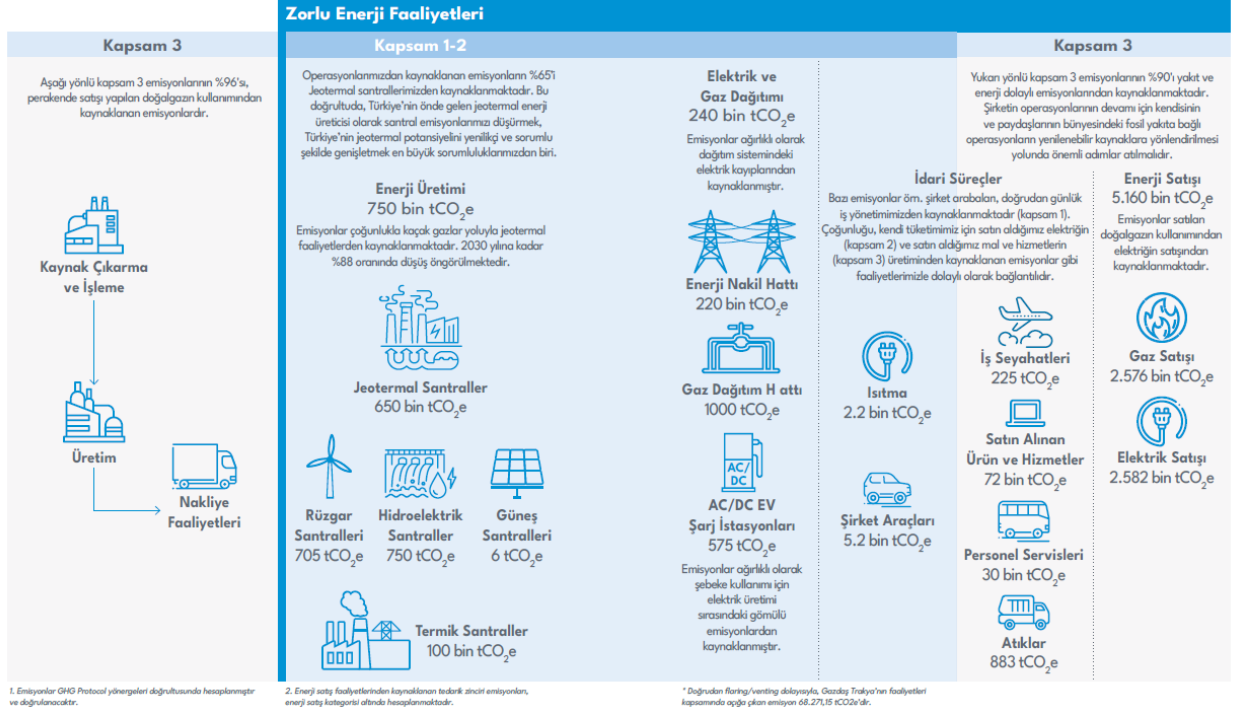 Zorlu Enerji Faaliyetleri
Kapsam 3
Aşağı yönlü kapsam 3 emisyonlarının %96'sı,
perakende satışı yapılan doğalgazın kullanımından
kaynaklanan emisyonlardır.
Kaynak Çıkarma
ve İşleme
Üretim
Nakliye
Faaliyetleri
Kapsam 1-2
Operasyonlarımızdan kaynaklanan emisyonların %65'i
Jeotermal santrallerimizden kaynaklanmaktadır. Bu
doğrultuda, Türkiye'nin önde gelen jeotermal enerji
üreticisi olarak santral emisyonlarımızı düşürmek,
Türkiye'nin jeotermal potansiyelini yenilikçi ve sorumlu
şekilde genişletmek en büyük sorumluluklarımızdan biri.
Enerji Üretimi
750 bin tCO₂e
Emisyonlar çoğunlukla kaçak gazlar yoluyla jeotermal
faaliyetlerden kaynaklanmaktadır. 2030 yılına kadar
%88 oranında düşüş öngörülmektedir.
Jeotermal Santraller
650 bin tCO₂e
Rüzgar
Santralleri
705 tCO₂e
Hidroelektrik
Santraller
750 tCO₂e
Güneş
Santralleri
6 tCO₂e
Termik Santraller
100 bin tCO₂e
Elektrik ve
Gaz Dağıtımı
240 bin tCO₂e
Emisyonlar ağırlıklı olarak
dağıtım sistemindeki
elektrik kayıplarından
kaynaklanmıştır.
Enerji Nakil Hattı
220 bin tCO₂e
Gaz Dağıtım H attı
1000 tCO₂e
AC/
DC
AC/DC EV
Şarj İstasyonları
575 tCO₂e
Emisyonlar ağırlıklı olarak
şebeke kullanımı için
elektrik üretimi
sırasındaki gömülü
emisyonlardan
kaynaklanmıştır.
Kapsam 3
Yukarı yönlü kapsam 3 emisyonlarının %90'ı yakıt ve
enerji dolaylı emisyonlarından kaynaklanmaktadır.
Şirketin operasyonlarının devamı için kendisinin
ve paydaşlarının bünyesindeki fosil yakıta bağlı
operasyonların yenilenebilir kaynaklara yönlendirilmesi
yolunda önemli adımlar atılmalıdır.
İdari Süreçler
Bazı emisyonlar örn. şirket arabaları, doğrudan günlük
iş yönetimimizden kaynaklanmaktadır (kapsam 1).
Çoğunluğu, kendi tüketimimiz için satın aldığımız elektriğin
(kapsam 2) ve satın aldığımız mal ve hizmetlerin
(kapsam 3) üretiminden kaynaklanan emisyonlar gibi
faaliyetlerimizle dolaylı olarak bağlantılıdır.
Isıtma
2.2 bin tCO₂e
Şirket Araçları
5.2 bin tCO₂e
İş Seyahatleri
225 tCO₂e
Satın Alınan
Ürün ve Hizmetler
72 bin tCO₂e
Personel Servisleri
30 bin tCO₂e
Atıklar
883 tCO₂e
Enerji Satışı
5.160 bin tCO₂e
Emisyonlar satılan
doğalgazın kullanımından
elektriğin satışından
kaynaklanmaktadır.
Gaz Satışı
2.576 bin tCO₂e
Elektrik Satışı
2.582 bin tCO₂e
1. Emisyonlar GHG Protocol yönergeleri doğrultusunda hesaplanmıştır
ve doğrulanacaktır.
2. Enerji satış faaliyetlerinden kaynaklanan tedarik zinciri emisyonları,
enerji satış kategorisi altında hesaplanmaktadır.
* Doğrudan flaring/venting dolayısıyla, Gazdaş Trakya'nın faaliyetleri
kapsamında açığa çıkan emisyon 68.271,15 tCO2e'dir.